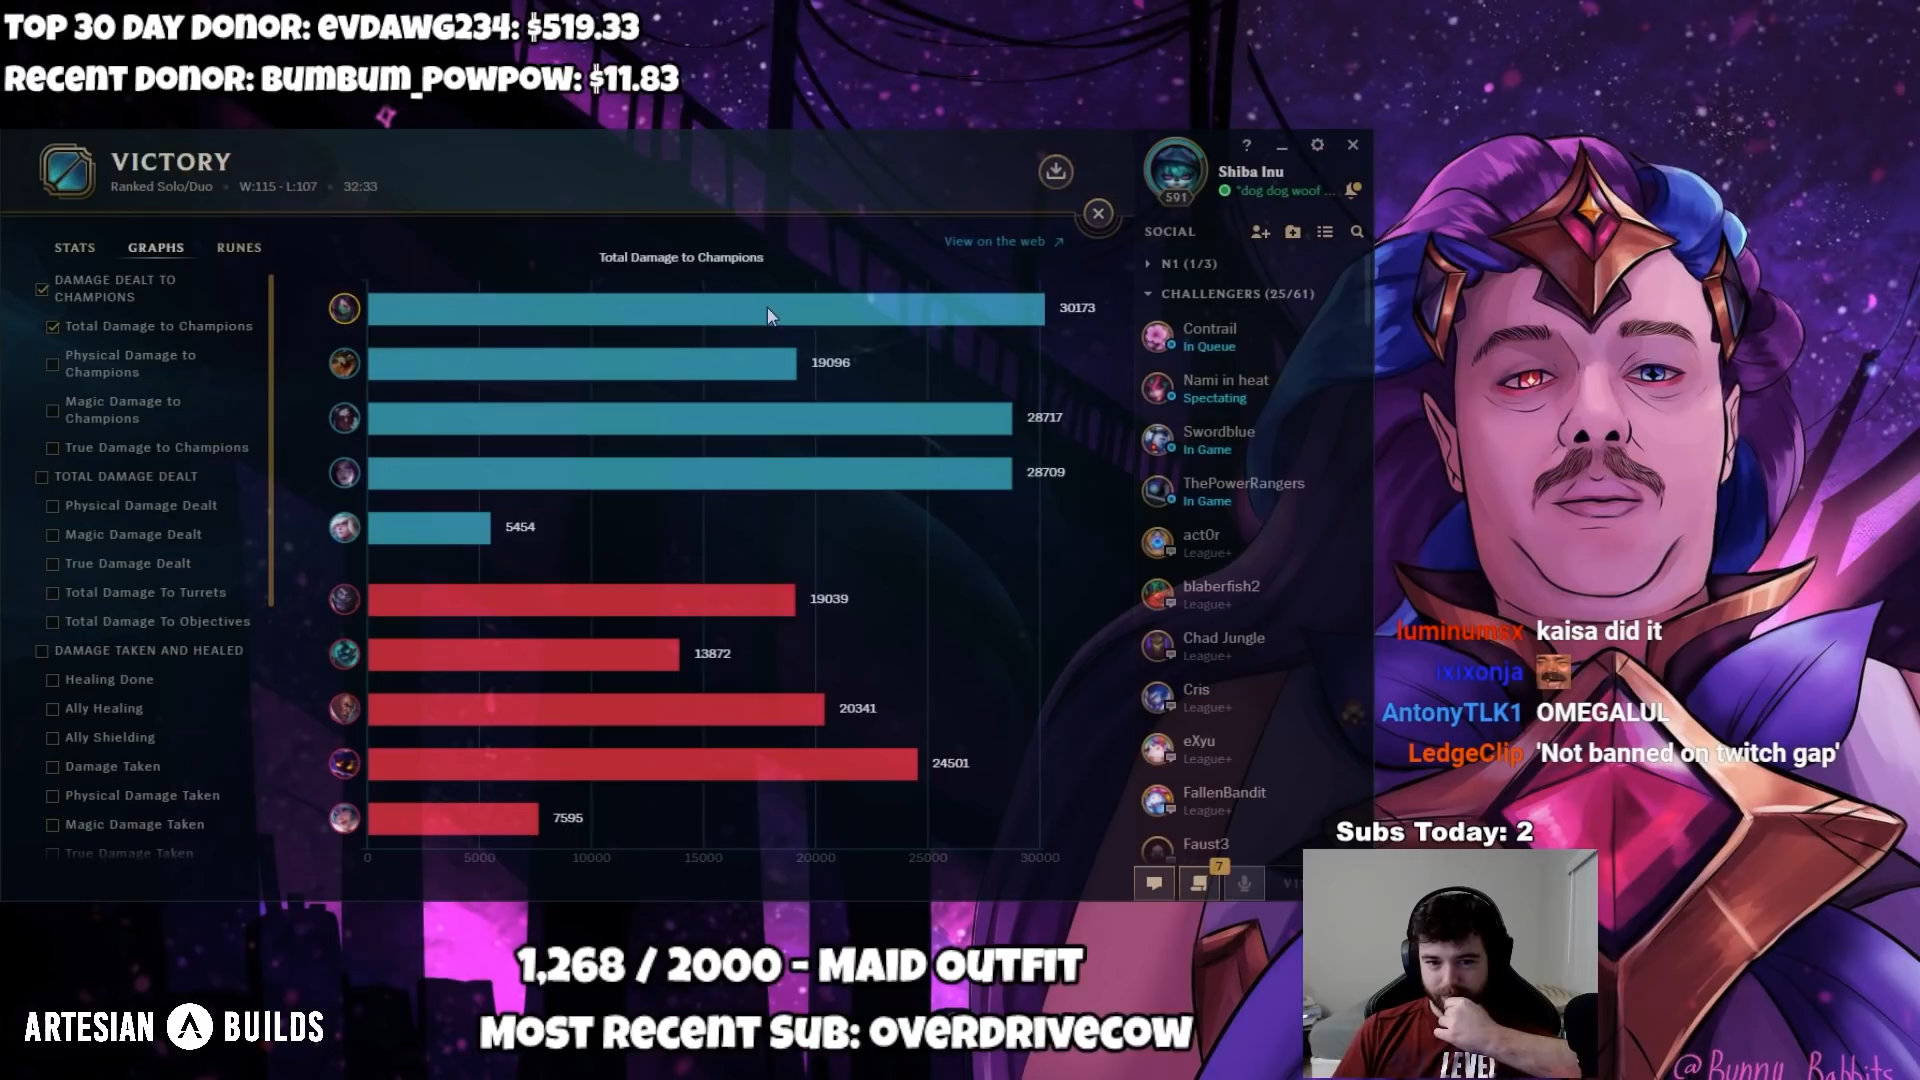 TOP 30 DAY DONOR: EVDAWG234: $519.33
RECENT DONOR: BUMBUM_POWPOW: $11.83
VICTORY
Ranked Solo/Duo • W:115 - L:107 • 32:33
STATS GRAPHS RUNES
View on the web
DAMAGE DEALT TO
CHAMPIONS
Total Damage to Champions
Physical Damage to
Champions
Magic Damage to
Champions
True Damage to Champions
TOTAL DAMAGE DEALT
Physical Damage Dealt
Magic Damage Dealt
True Damage Dealt
Total Damage To Turrets
Total Damage To Objectives
DAMAGE TAKEN AND HEALED
Healing Done
Ally Healing
Ally Shielding
Damage Taken
Physical Damage Taken
Magic Damage Taken
True Damage Taken
Total Damage to Champions
30173
19096
28717
28709
5454
19039
13872
20341
24501
7595
0 5000 10000 15000 20000 25000 30000
?
591
Shiba Inu
"dog dog woof ...
SOCIAL
N1 (1/3)
CHALLENGERS (25/61)
Contrail
In Queue
Nami in heat
Spectating
Swordblue
In Game
ThePowerRangers
In Game
act0r
League+
blaberfish2
League+
Chad Jungle
League+
Cris
League+
eXyu
League+
FallenBandit
League+
Faust3
7
luminumsx kaisa did it
ixixonja
AntonyTLK1 OMEGALUL
LedgeClip 'Not banned on twitch gap'
Subs Today: 2
1,268 / 2000 - MAID OUTFIT
MOST RECENT SUB: OVERDRIVECOW
ARTESIAN BUILDS
LEVEL
@Bunny_Rabbits